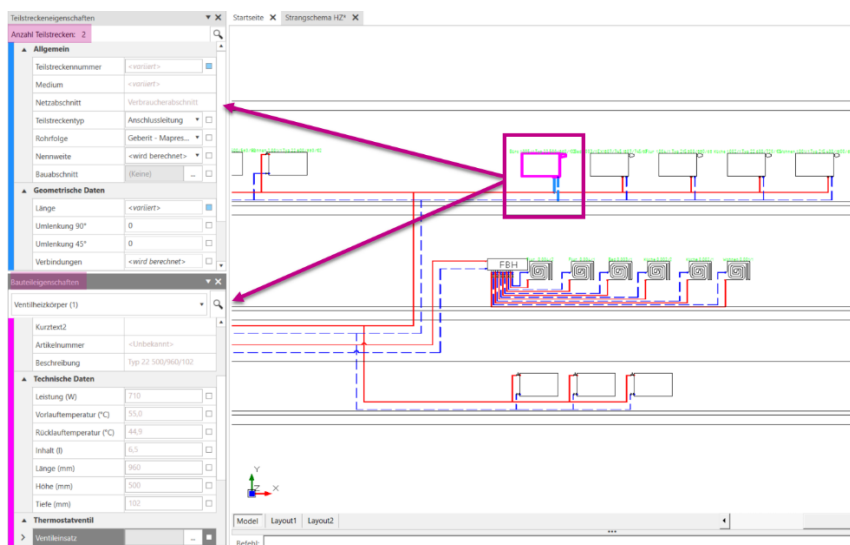 Teilstreckeneigenschaften
Anzahl Teilstrecken: 2
Allgemein
Teilstreckennummer <variiert>
Medium <variiert>
Netzabschnitt Verbraucherabschnitt
Teilstreckentyp Anschlussleitung
Rohrfolge Geberit - Mapres...
Nennweite <wird berechnet>
Bauabschnitt (Keine) ...
Geometrische Daten
Länge <variiert>
Umlenkung 90° 0
Umlenkung 45° 0
Verbindungen <wird berechnet>
Bauteileigenschaften
Ventilheizkörper (1)
Kurztext2
Artikelnummer <Unbekannt>
Beschreibung Typ 22 500/960/102
Technische Daten
Leistung (W) 710
Vorlauftemperatur (°C) 55,0
Rücklauftemperatur (°C) 44,9
Inhalt (l) 6,5
Länge (mm) 960
Höhe (mm) 500
Tiefe (mm) 102
Thermostatventil
Ventileinsatz ...
Startseite X Strangschema HZ* X
FBH
Y
Z X
Model Layout1 Layout2
Befehl: